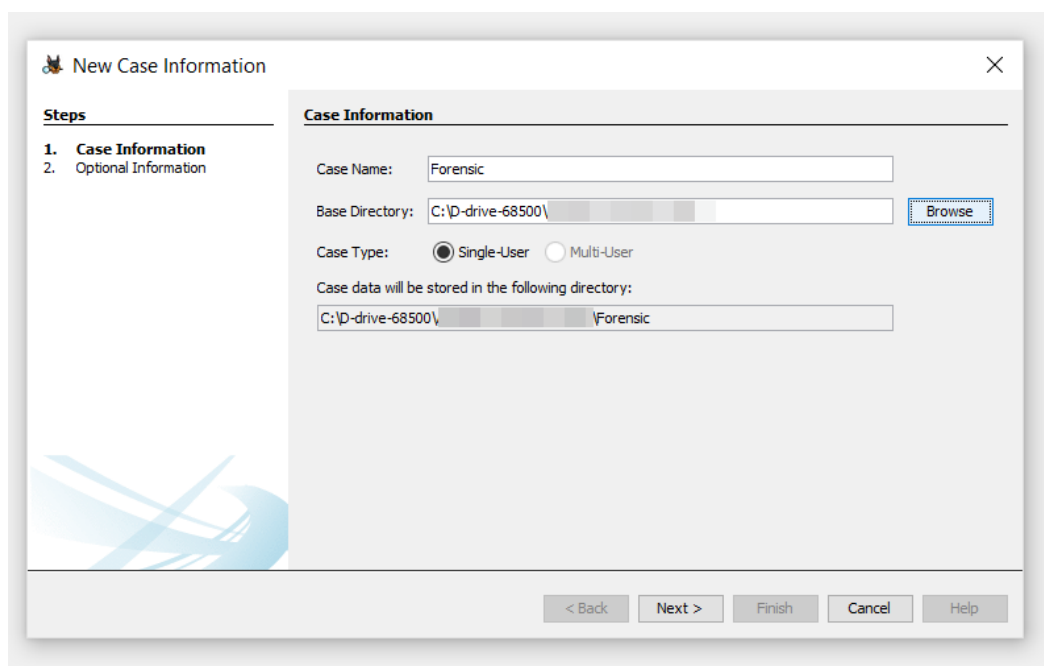 New Case Information
Steps
1. Case Information
2. Optional Information
Case Information
Case Name: Forensic
Base Directory: C:\D-drive-68500\ Browse
Case Type: Single-User Multi-User
Case data will be stored in the following directory:
C:\D-drive-68500\ \Forensic
< Back Next > Finish Cancel Help